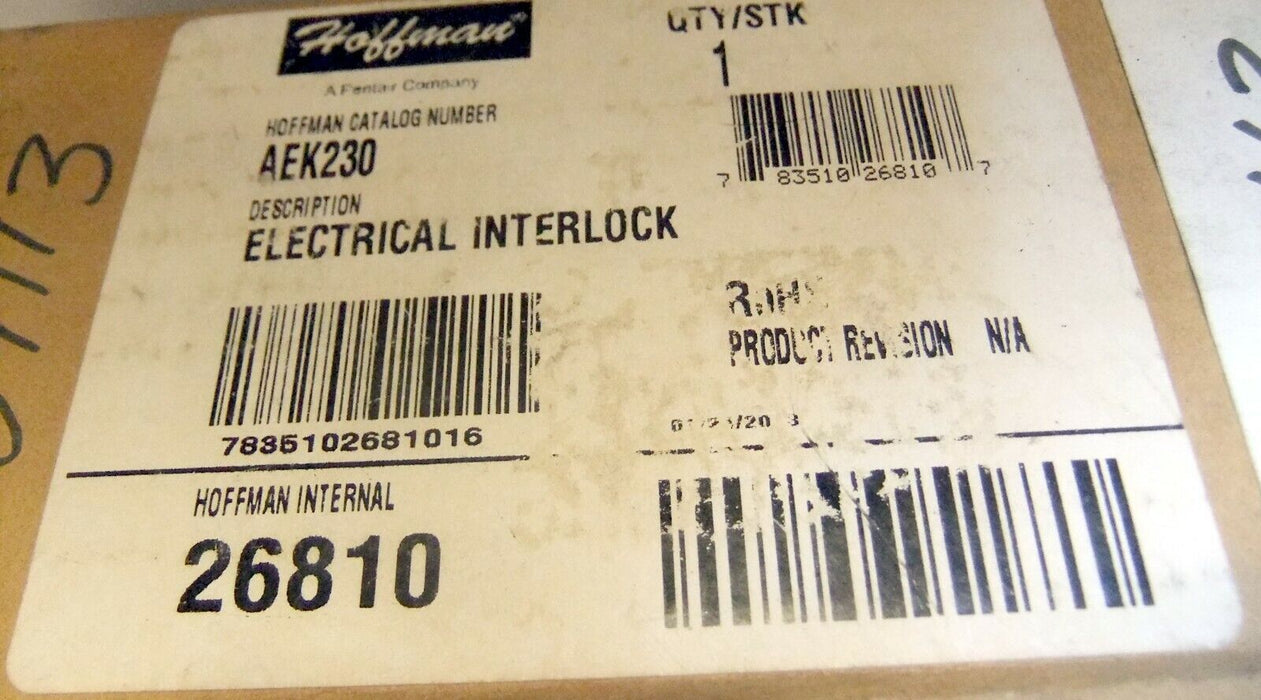 Hoffman
A Pentair Company
QTY/STK
1
HOFFMAN CATALOG NUMBER
AEK230
7 83510 26810 7
DESCRIPTION
ELECTRICAL INTERLOCK
RoHS
PRODUCT REVISION N/A
7835102681016
HOFFMAN INTERNAL
26810